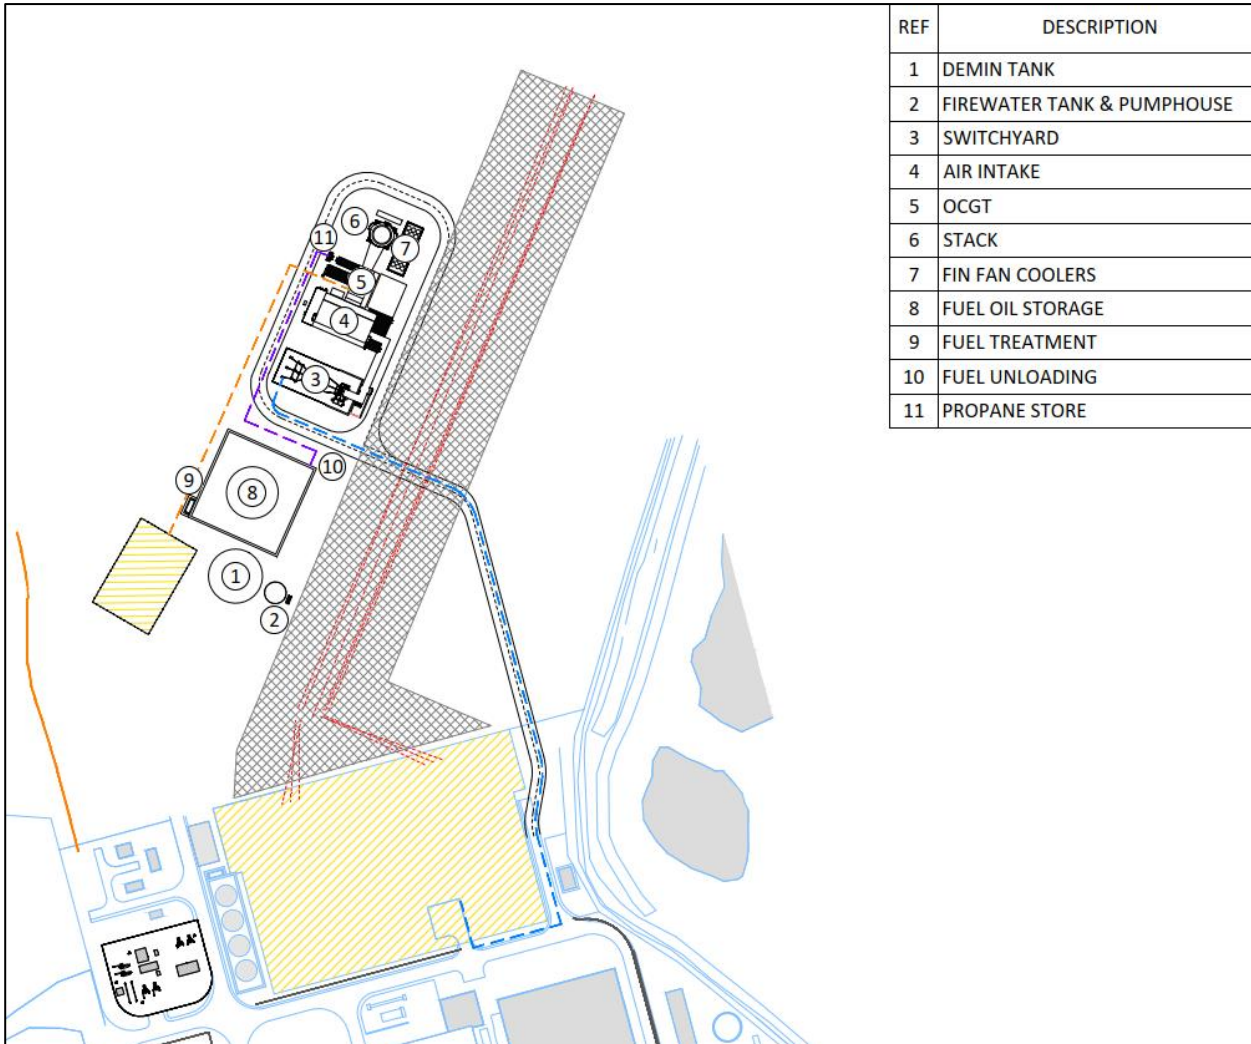 REF DESCRIPTION
1 DEMIN TANK
2 FIREWATER TANK & PUMPHOUSE
3 SWITCHYARD
4 AIR INTAKE
5 OCGT
6 STACK
7 FIN FAN COOLERS
8 FUEL OIL STORAGE
9 FUEL TREATMENT
10 FUEL UNLOADING
11 PROPANE STORE
6
11
7
5
4
3
10
9
8
1
2